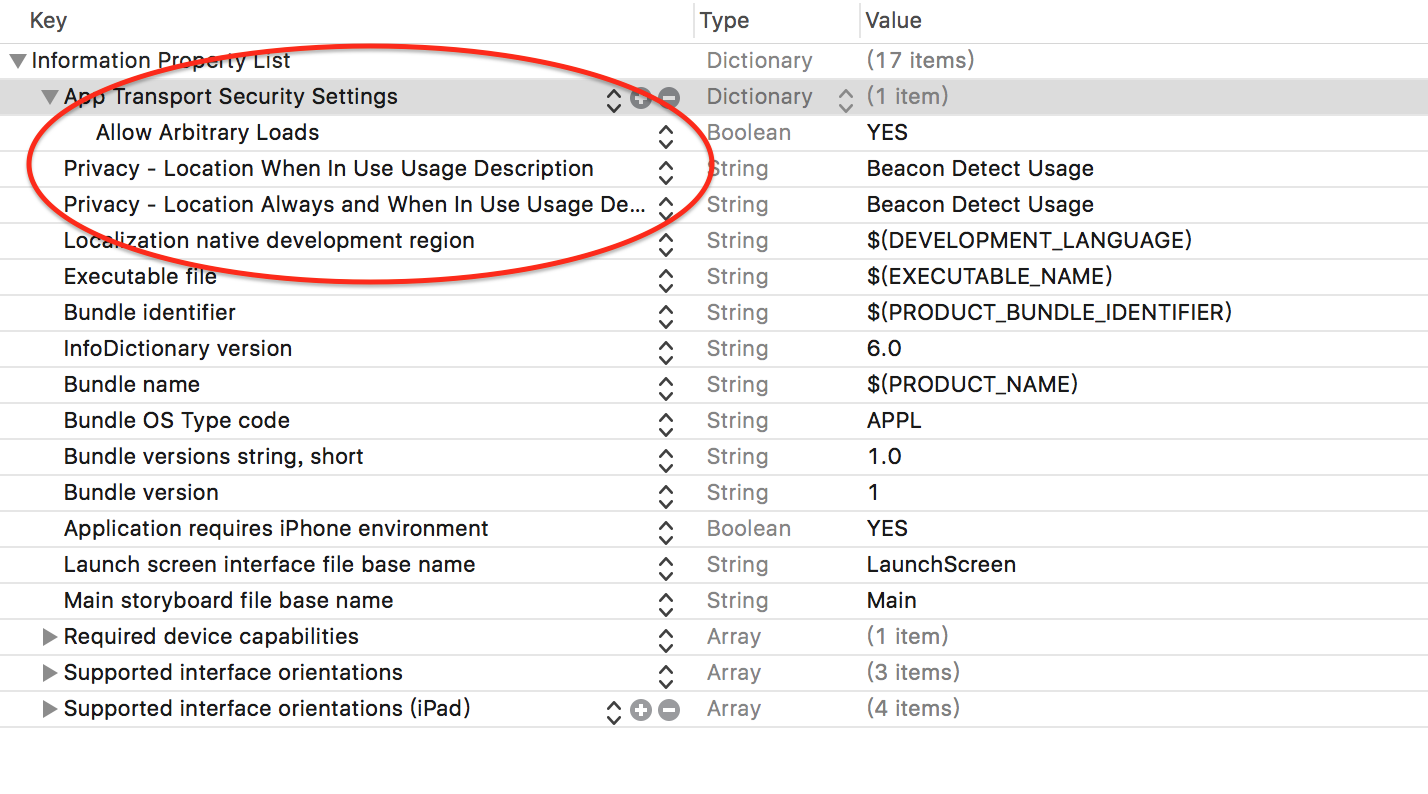 Key Type Value
Information Property List Dictionary (17 items)
App Transport Security Settings Dictionary (1 item)
Allow Arbitrary Loads Boolean YES
Privacy - Location When In Use Usage Description String Beacon Detect Usage
Privacy - Location Always and When In Use Usage De... String Beacon Detect Usage
Localization native development region String $(DEVELOPMENT_LANGUAGE)
Executable file String $(EXECUTABLE_NAME)
Bundle identifier String $(PRODUCT_BUNDLE_IDENTIFIER)
InfoDictionary version String 6.0
Bundle name String $(PRODUCT_NAME)
Bundle OS Type code String APPL
Bundle versions string, short String 1.0
Bundle version String 1
Application requires iPhone environment Boolean YES
Launch screen interface file base name String LaunchScreen
Main storyboard file base name String Main
Required device capabilities Array (1 item)
Supported interface orientations Array (3 items)
Supported interface orientations (iPad) Array (4 items)